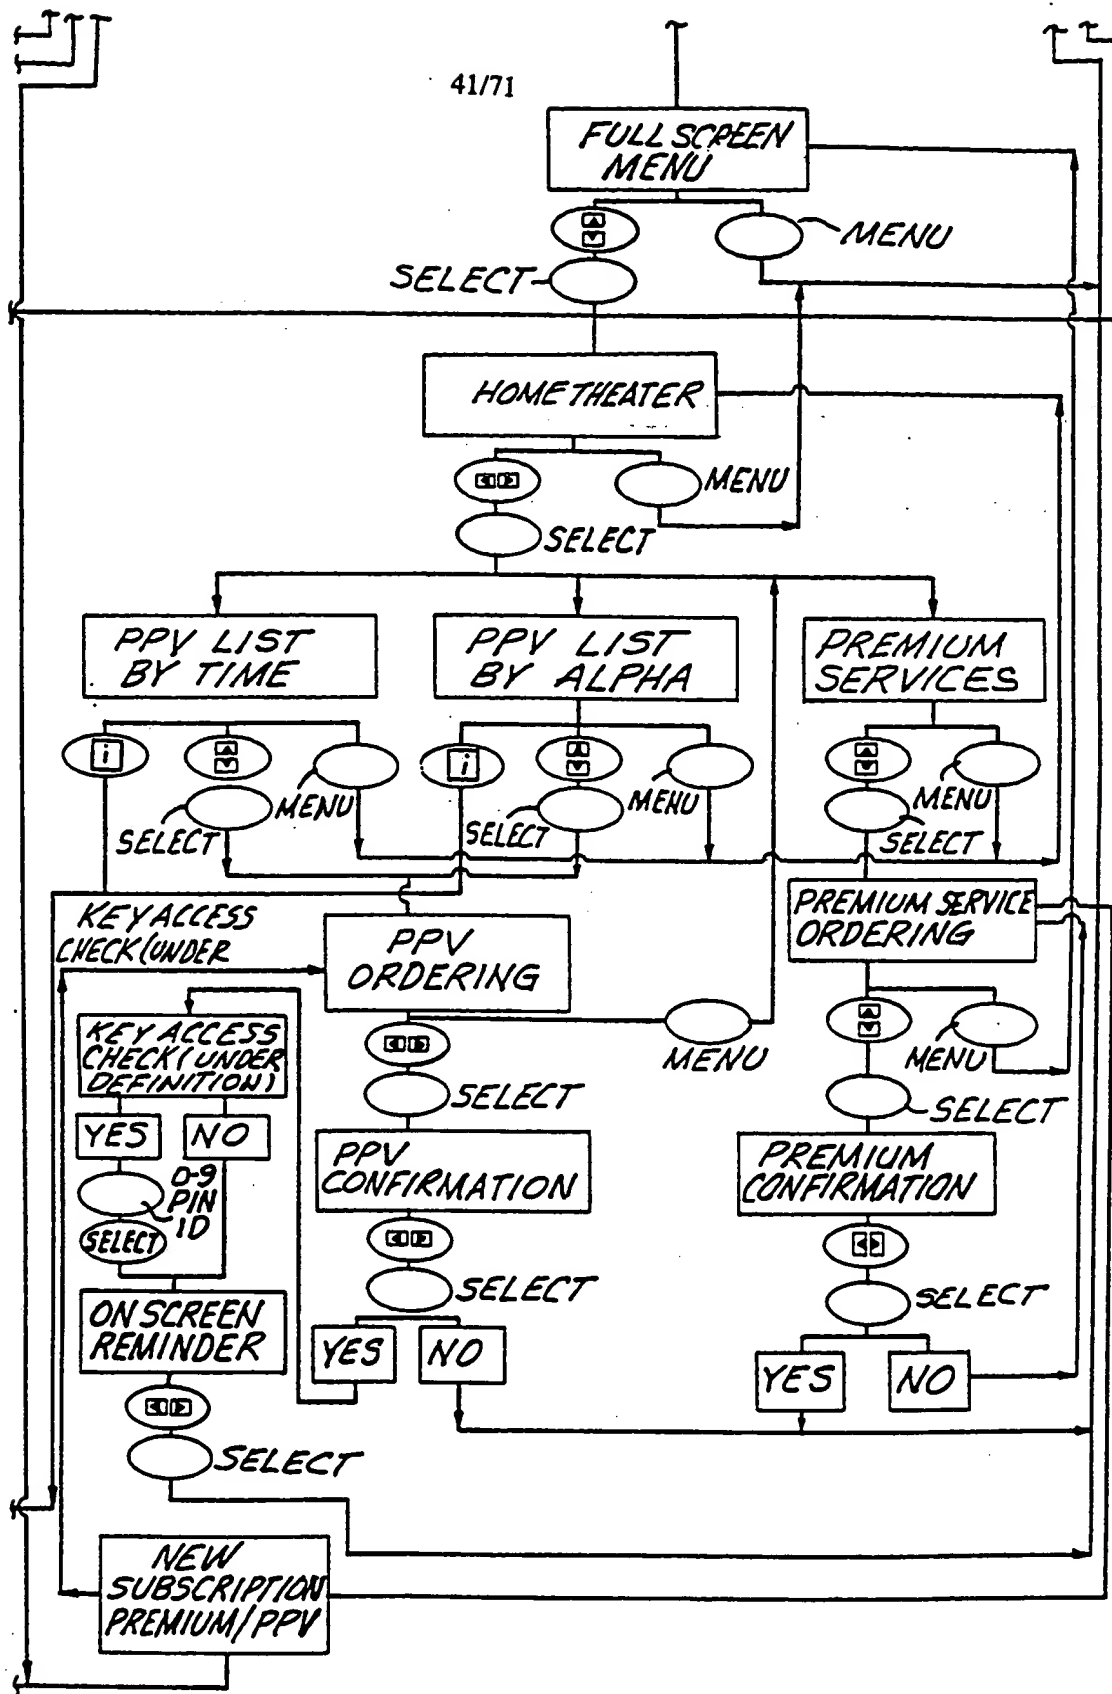 41/71
FULL SCREEN
MENU
MENU
SELECT
HOME THEATER
MENU
SELECT
PPV LIST
BY TIME
PPV LIST
BY ALPHA
PREMIUM
SERVICES
i
MENU
SELECT
i
MENU
SELECT
MENU
SELECT
KEY ACCESS
CHECK (UNDER
PPV
ORDERING
PREMIUM SERVICE
ORDERING
KEY ACCESS
CHECK (UNDER
DEFINITION)
MENU
MENU
SELECT
SELECT
YES
NO
0-9
PIN
ID
SELECT
PPV
CONFIRMATION
PREMIUM
CONFIRMATION
SELECT
SELECT
ON SCREEN
REMINDER
YES
NO
YES
NO
SELECT
NEW
SUBSCRIPTION
PREMIUM/PPV